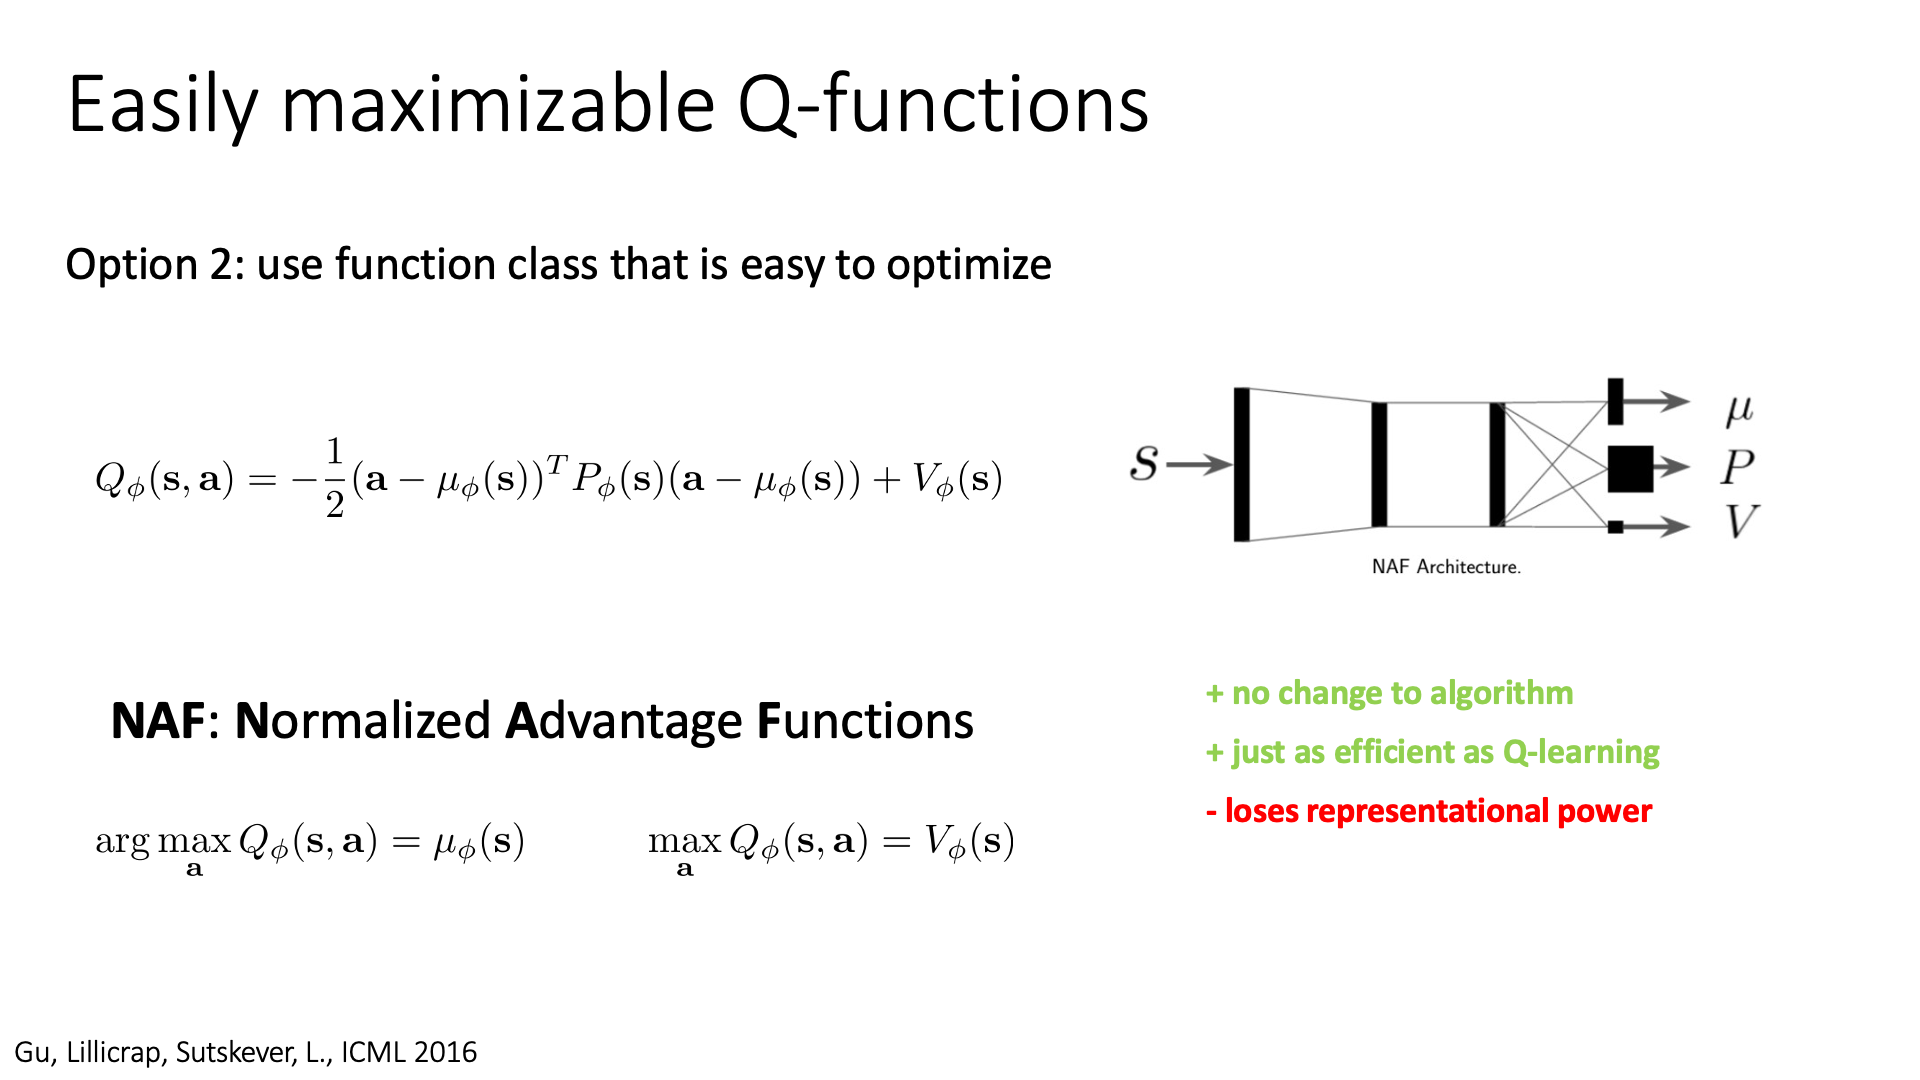 Easily maximizable Q-functions
Option 2: use function class that is easy to optimize
$Q_\phi(\mathbf{s}, \mathbf{a}) = -\frac{1}{2}(\mathbf{a} - \mu_\phi(\mathbf{s}))^T P_\phi(\mathbf{s})(\mathbf{a} - \mu_\phi(\mathbf{s})) + V_\phi(\mathbf{s})$
S
μ
P
V
NAF Architecture.
NAF: Normalized Advantage Functions
$\arg\max_{\mathbf{a}} Q_\phi(\mathbf{s}, \mathbf{a}) = \mu_\phi(\mathbf{s})$
$\max_{\mathbf{a}} Q_\phi(\mathbf{s}, \mathbf{a}) = V_\phi(\mathbf{s})$
+ no change to algorithm
+ just as efficient as Q-learning
- loses representational power
Gu, Lillicrap, Sutskever, L., ICML 2016